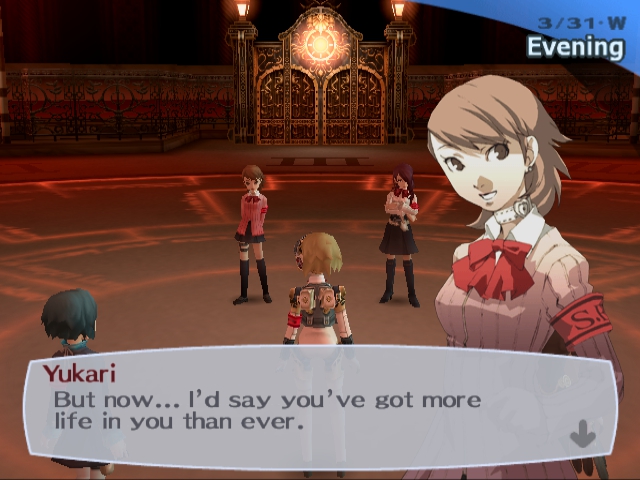 3/31·W
Evening
S.
Yukari
But now... I'd say you've got more
life in you than ever.